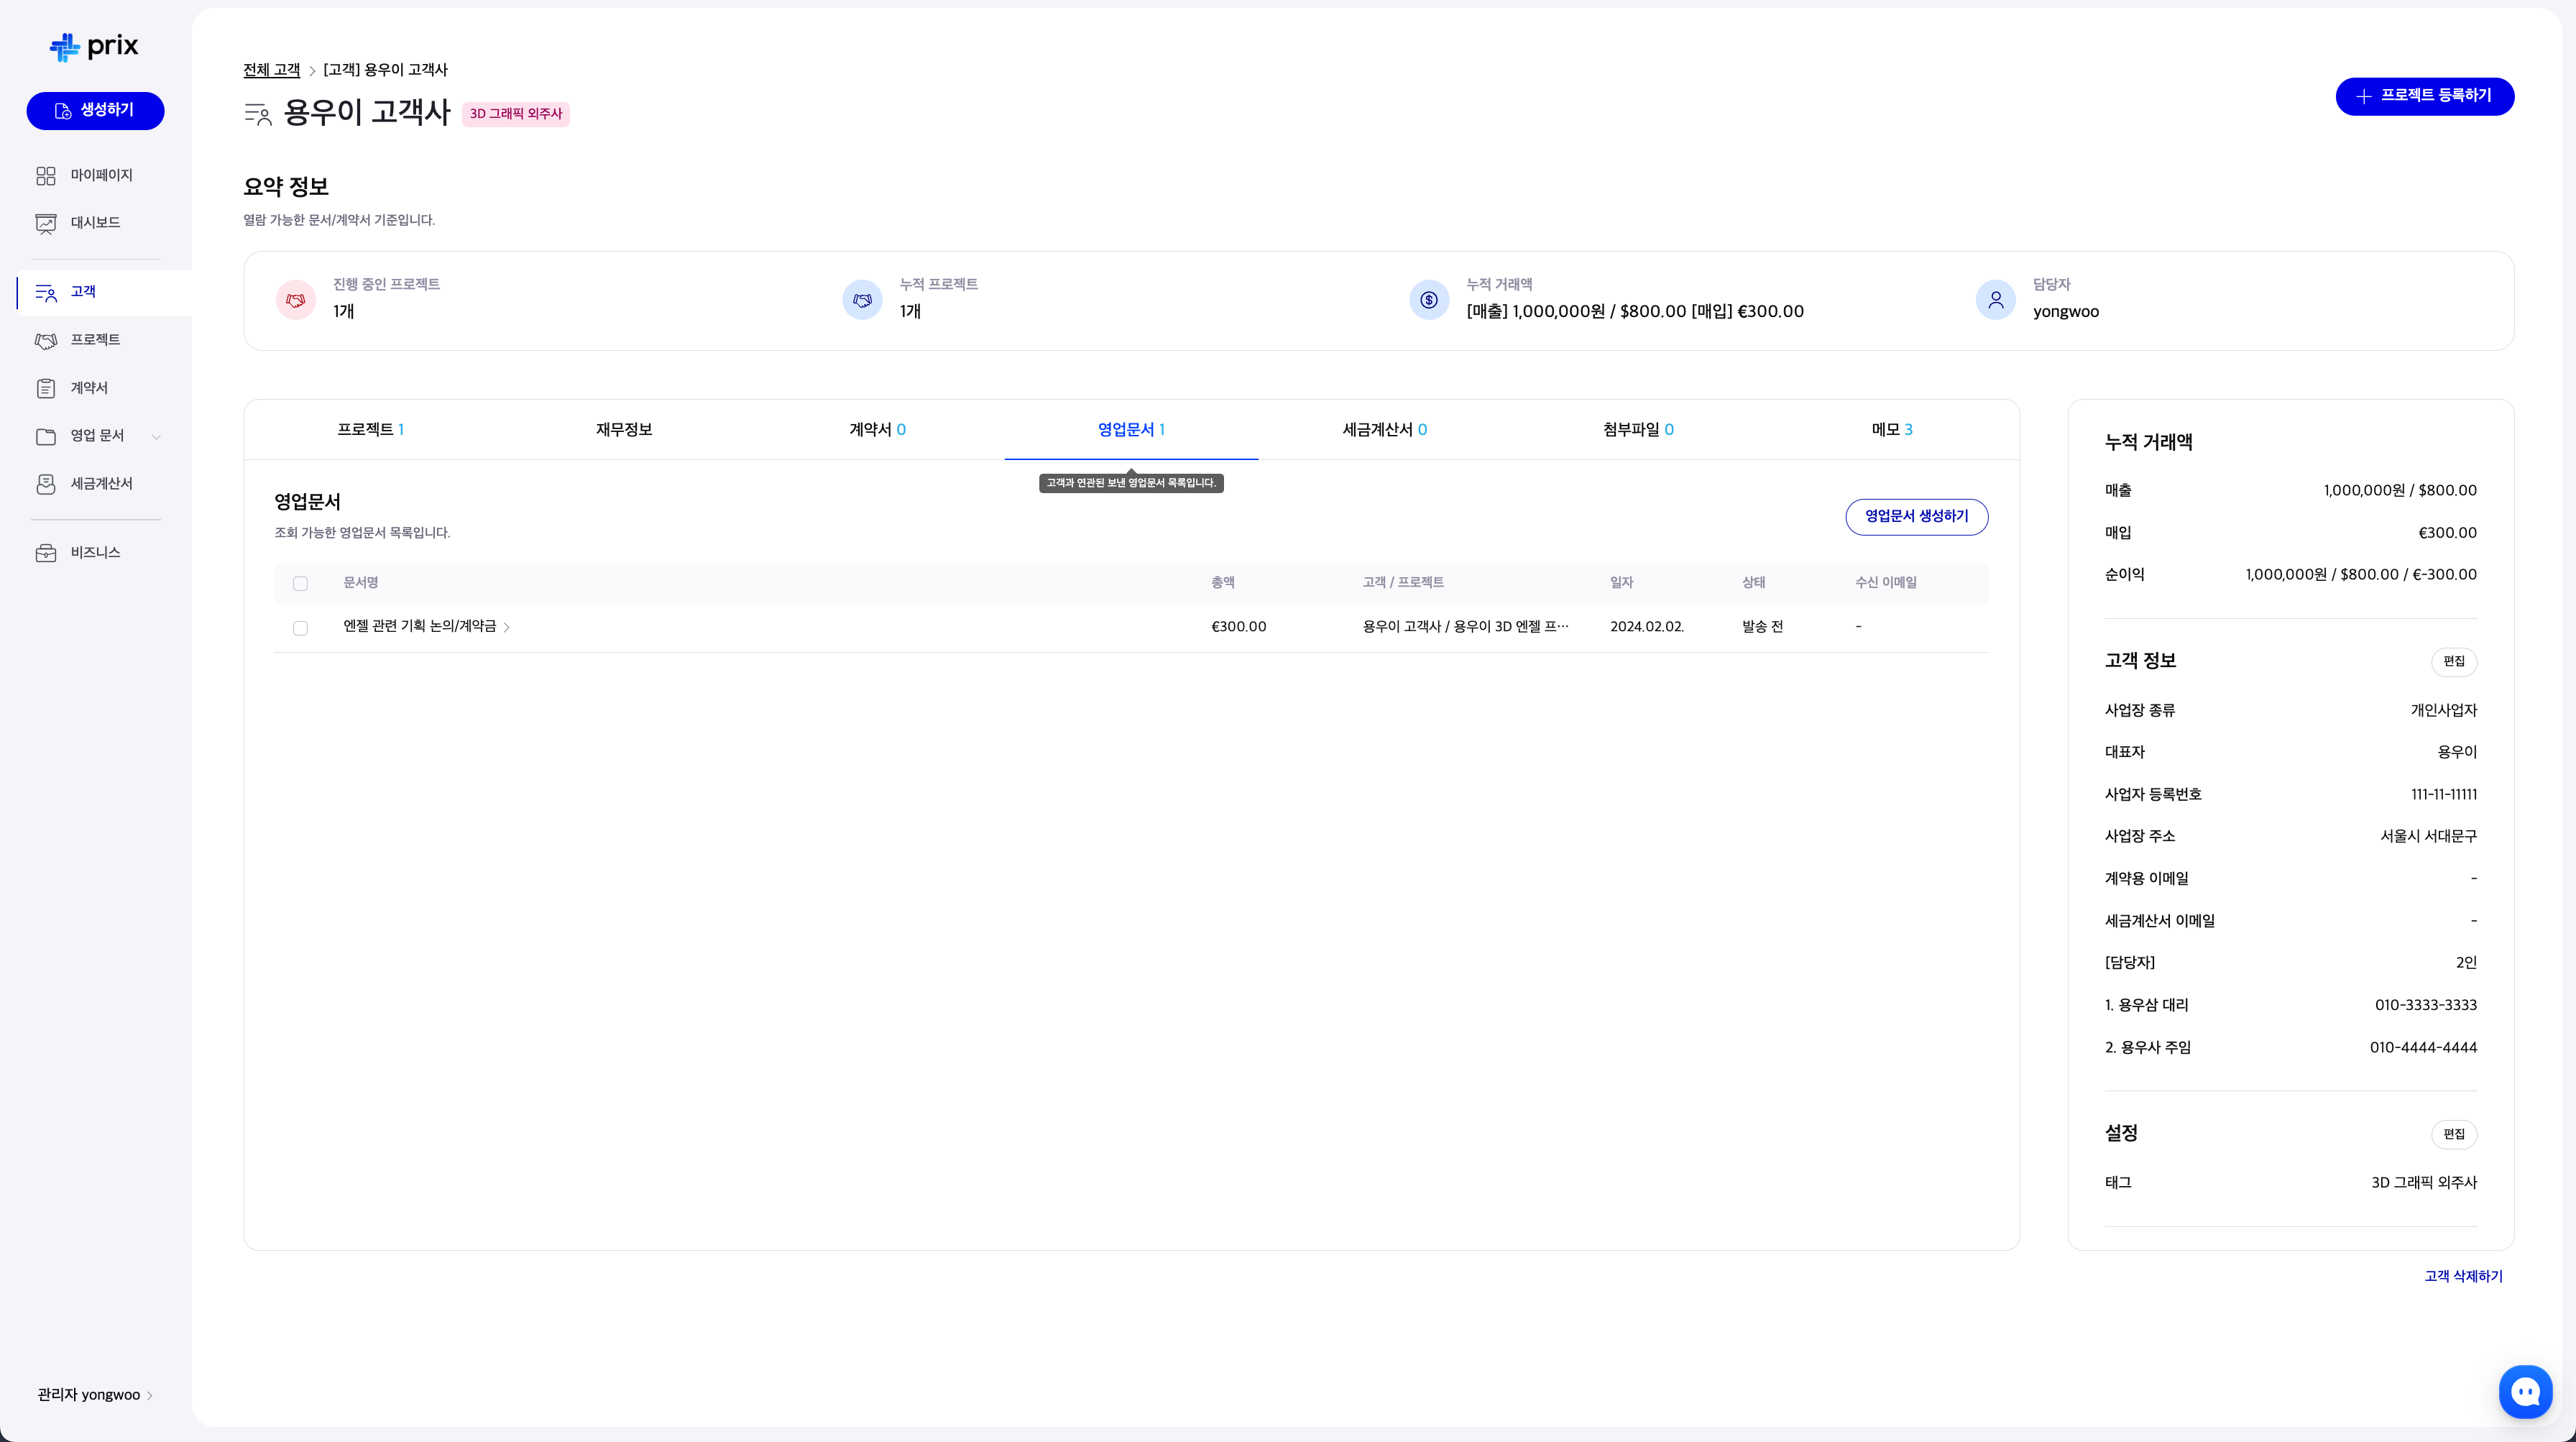 prix
생성하기
마이페이지
대시보드
고객
프로젝트
계약서
영업 문서
세금계산서
비즈니스
관리자 yongwoo
전체 고객 > [고객] 용우이 고객사
용우이 고객사 3D 그래픽 외주사
프로젝트 등록하기
요약 정보
열람 가능한 문서/계약서 기준입니다.
진행 중인 프로젝트
1개
누적 프로젝트
1개
누적 거래액
[매출] 1,000,000원 / $800.00 [매입] €300.00
담당자
yongwoo
프로젝트 1 재무정보 계약서 0 영업문서 1 세금계산서 0 첨부파일 0 메모 3
고객과 연관된 보낸 영업문서 목록입니다.
영업문서
조회 가능한 영업문서 목록입니다.
영업문서 생성하기
문서명 총액 고객 / 프로젝트 일자 상태 수신 이메일
엔젤 관련 기획 논의/계약금 > €300.00 용우이 고객사 / 용우이 3D 엔젤 프… 2024.02.02. 발송 전 -
누적 거래액
매출 1,000,000원 / $800.00
매입 €300.00
순이익 1,000,000원 / $800.00 / €-300.00
고객 정보 편집
사업장 종류 개인사업자
대표자 용우이
사업자 등록번호 111-11-11111
사업장 주소 서울시 서대문구
계약용 이메일 -
세금계산서 이메일 -
[담당자] 2인
1. 용우삼 대리 010-3333-3333
2. 용우사 주임 010-4444-4444
설정 편집
태그 3D 그래픽 외주사
고객 삭제하기